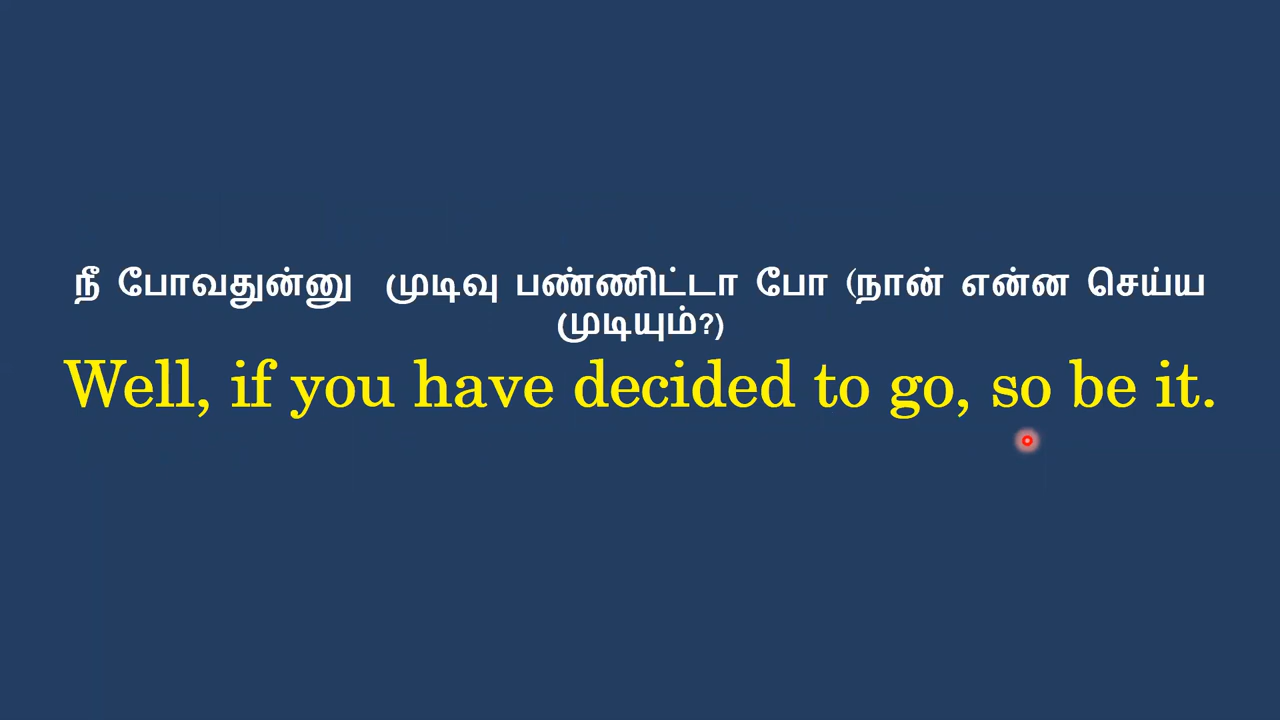 நீ போவதுன்னு முடிவு பண்ணிட்டா போ (நான் என்ன செய்ய
முடியும்?)
Well, if you have decided to go, so be it.